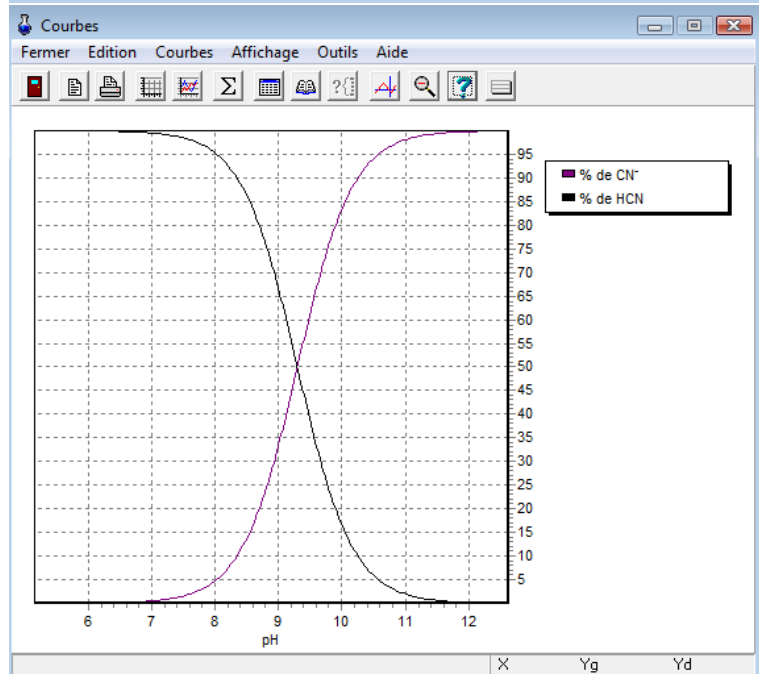 Courbes
Fermer Edition Courbes Affichage Outils Aide
Σ ?{
95
90
85
80
75
70
65
60
55
50
45
40
35
30
25
20
15
10
5
% de CN⁻
% de HCN
6 7 8 9 10 11 12
pH
X Yg Yd